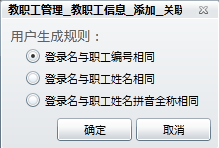 教职工管理_教职工信息_添加_关联
用户生成规则：
登录名与职工编号相同
登录名与职工姓名相同
登录名与职工姓名拼音全称相同
确定 取消